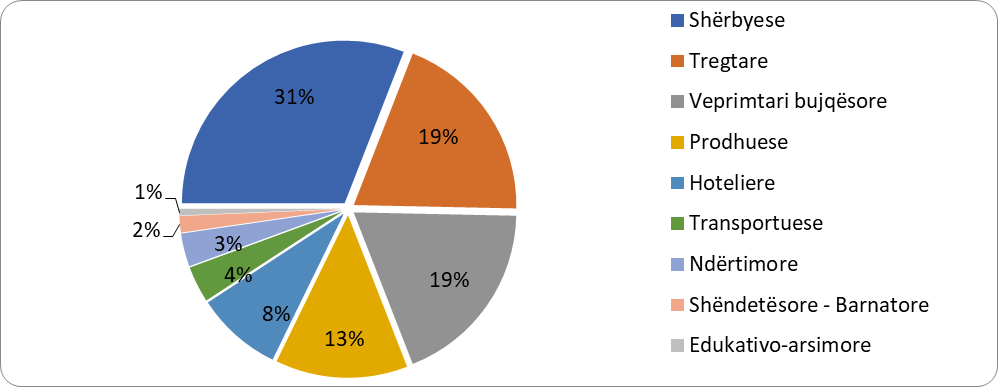 31%
19%
19%
13%
8%
4%
3%
2%
1%
Shërbyese
Tregtare
Veprimtari bujqësore
Prodhuese
Hoteliere
Transportuese
Ndërtimore
Shëndetësore - Barnatore
Edukativo-arsimore